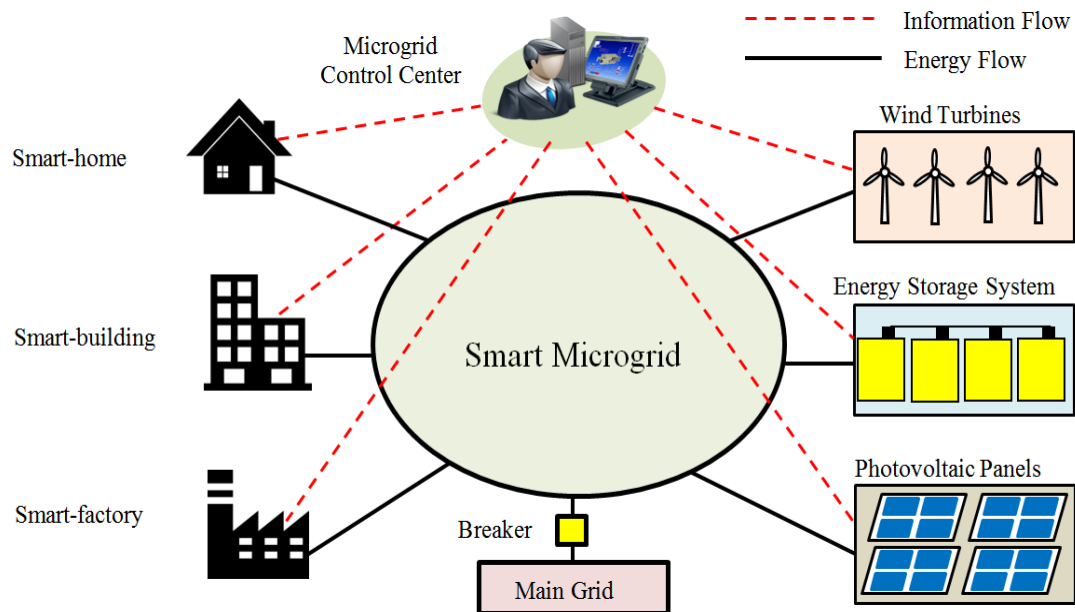 Information Flow
Microgrid
Control Center
Energy Flow
Wind Turbines
Smart-home
Energy Storage System
Smart-building
Smart Microgrid
Photovoltaic Panels
Smart-factory
Breaker
Main Grid